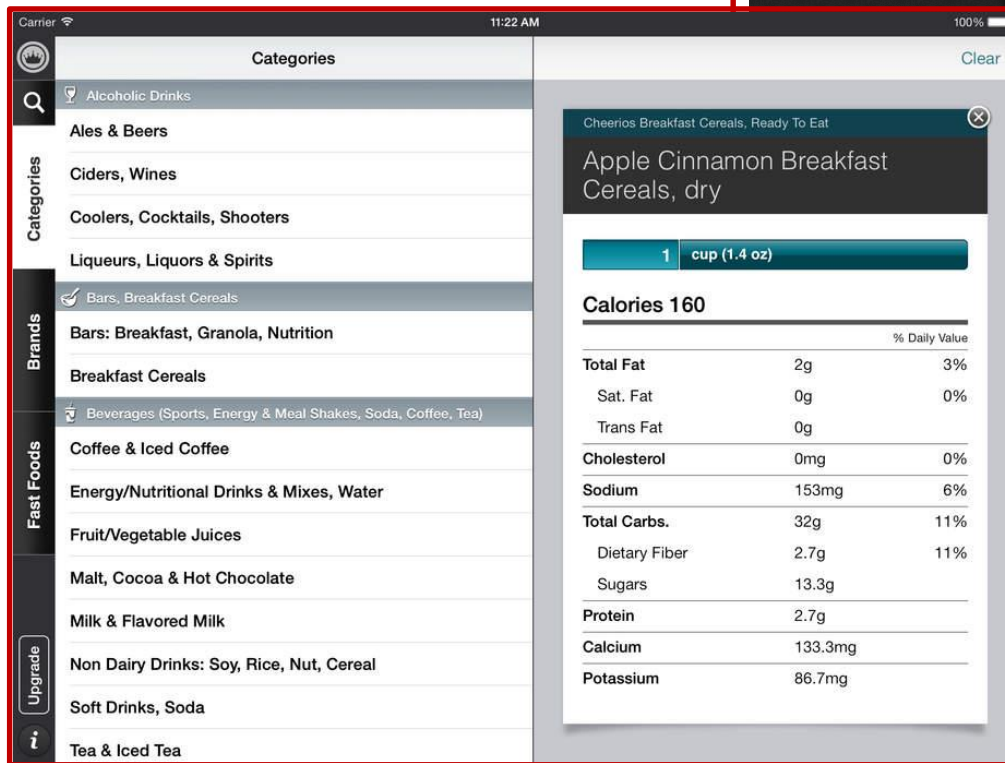 Carrier 11:22 AM 100%
Categories
Clear
Alcoholic Drinks
Ales & Beers
Ciders, Wines
Coolers, Cocktails, Shooters
Liqueurs, Liquors & Spirits
Bars, Breakfast Cereals
Bars: Breakfast, Granola, Nutrition
Breakfast Cereals
Beverages (Sports, Energy & Meal Shakes, Soda, Coffee, Tea)
Coffee & Iced Coffee
Energy/Nutritional Drinks & Mixes, Water
Fruit/Vegetable Juices
Malt, Cocoa & Hot Chocolate
Milk & Flavored Milk
Non Dairy Drinks: Soy, Rice, Nut, Cereal
Soft Drinks, Soda
Tea & Iced Tea
Categories
Brands
Fast Foods
Upgrade
i
Cheerios Breakfast Cereals, Ready To Eat
Apple Cinnamon Breakfast
Cereals, dry
1 cup (1.4 oz)
Calories 160
% Daily Value
Total Fat 2g 3%
Sat. Fat 0g 0%
Trans Fat 0g
Cholesterol 0mg 0%
Sodium 153mg 6%
Total Carbs. 32g 11%
Dietary Fiber 2.7g 11%
Sugars 13.3g
Protein 2.7g
Calcium 133.3mg
Potassium 86.7mg